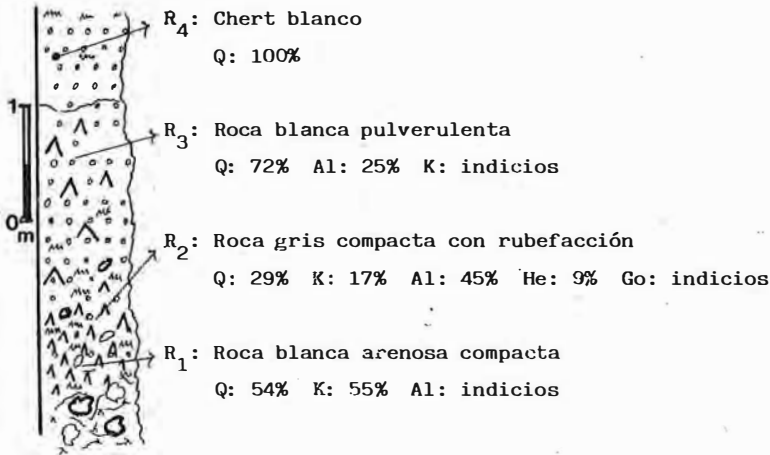 R4: Chert blanco
Q: 100%
1
R3: Roca blanca pulverulenta
Q: 72% Al: 25% K: indicios
0
m
R2: Roca gris compacta con rubefacción
Q: 29% K: 17% Al: 45% He: 9% Go: indicios
R1: Roca blanca arenosa compacta
Q: 54% K: 55% Al: indicios